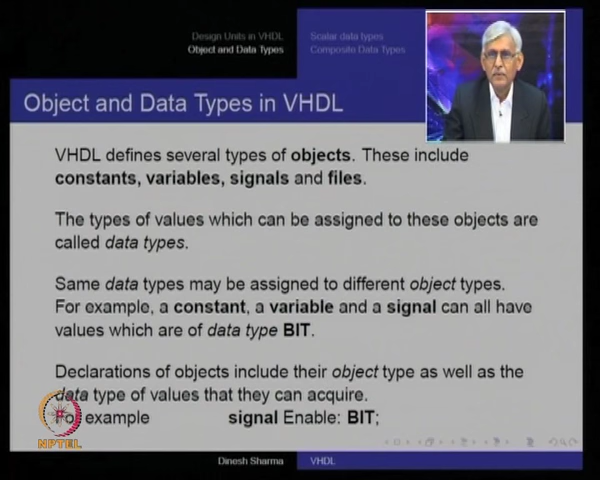 Design Units in VHDL
Object and Data Types
Scalar data types
Composite Data Types
Object and Data Types in VHDL
VHDL defines several types of objects. These include
constants, variables, signals and files.
The types of values which can be assigned to these objects are
called data types.
Same data types may be assigned to different object types.
For example, a constant, a variable and a signal can all have
values which are of data type BIT.
Declarations of objects include their object type as well as the
data type of values that they can acquire.
For example signal Enable: BIT;
NPTEL
Dinesh Sharma
VHDL